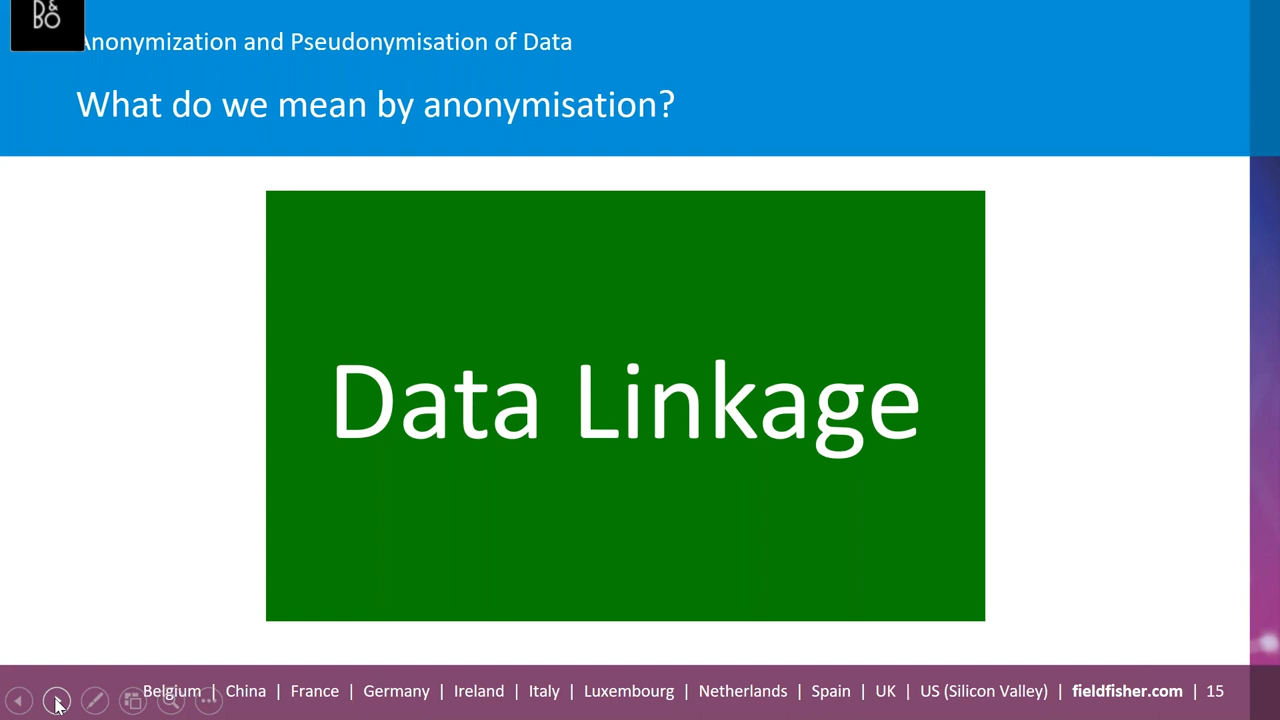 B&
BO
Anonymization and Pseudonymisation of Data
What do we mean by anonymisation?
Data Linkage
Belgium | China | France | Germany | Ireland | Italy | Luxembourg | Netherlands | Spain | UK | US (Silicon Valley) | fieldfisher.com | 15